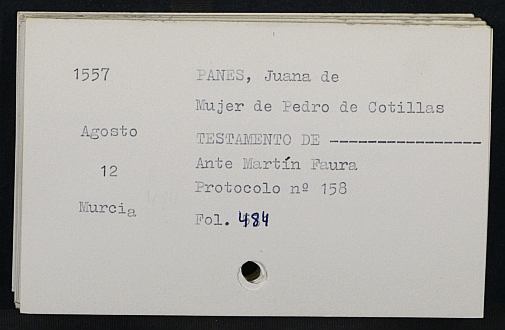 1557
PANES, Juana de
Mujer de Pedro de Cotillas
Agosto
TESTAMENTO DE -----------------
12
Ante Martín Faura
Protocolo nº 158
Murcia
Fol. 484